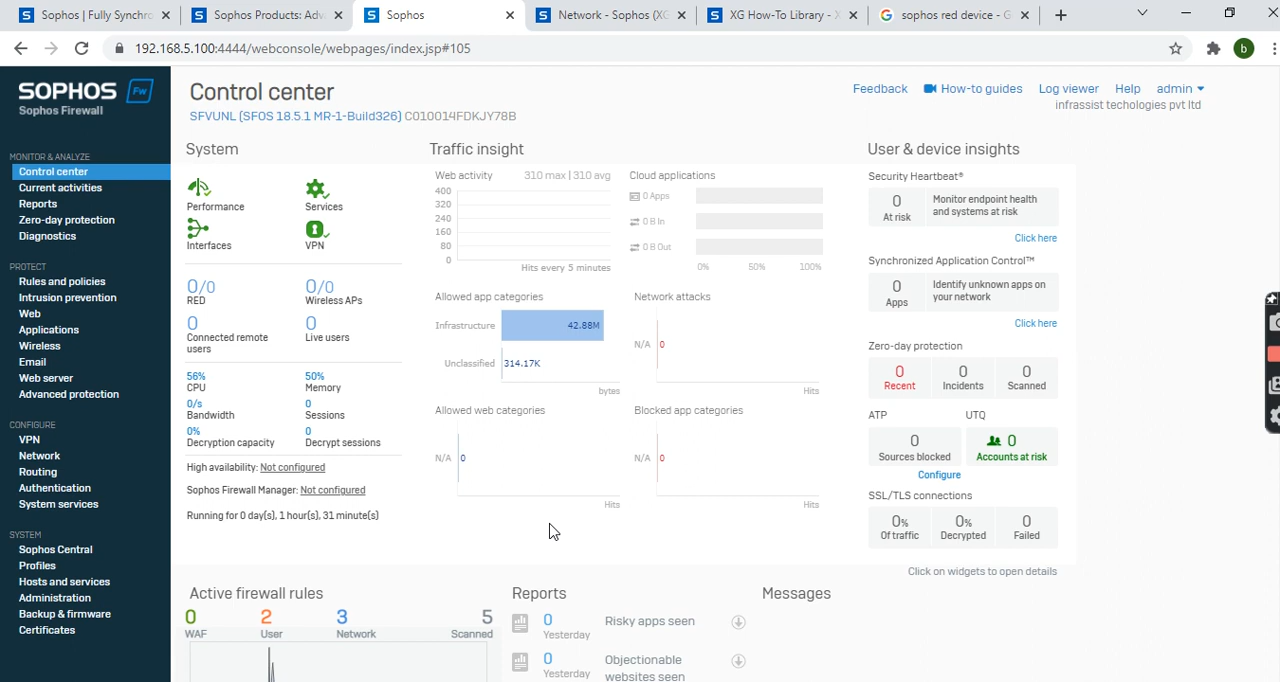 Sophos | Fully Synchro
Sophos Products: Adv
Sophos
Network - Sophos (XG
XG How-To Library - X
sophos red device - G
192.168.5.100:4444/webconsole/webpages/index.jsp#105
b
SOPHOS Fw
Sophos Firewall
MONITOR & ANALYZE
Control center
Current activities
Reports
Zero-day protection
Diagnostics
PROTECT
Rules and policies
Intrusion prevention
Web
Applications
Wireless
Email
Web server
Advanced protection
CONFIGURE
VPN
Network
Routing
Authentication
System services
SYSTEM
Sophos Central
Profiles
Hosts and services
Administration
Backup & firmware
Certificates
Control center
SFVUNL (SFOS 18.5.1 MR-1-Build326) C010014FDKJY78B
Feedback How-to guides Log viewer Help admin
infrassist techologies pvt ltd
System
Performance Services
Interfaces VPN
0/0 0/0
RED Wireless APs
0 0
Connected remote users Live users
56% 50%
CPU Memory
0/s 0
Bandwidth Sessions
0% 0
Decryption capacity Decrypt sessions
High availability: Not configured
Sophos Firewall Manager: Not configured
Running for 0 day(s), 1 hour(s), 31 minute(s)
Traffic insight
Web activity 310 max | 310 avg
400
320
240
160
80
0
Hits every 5 minutes
Cloud applications
0 Apps
0 B In
0 B Out
0% 50% 100%
Allowed app categories
Infrastructure 42.88M
Unclassified 314.17K
bytes
Network attacks
N/A 0
Hits
Allowed web categories
N/A 0
Hits
Blocked app categories
N/A 0
Hits
User & device insights
Security Heartbeat®
0
At risk
Monitor endpoint health
and systems at risk
Click here
Synchronized Application Control™
0
Apps
Identify unknown apps on
your network
Click here
Zero-day protection
0 0 0
Recent Incidents Scanned
ATP UTQ
0 0
Sources blocked Accounts at risk
Configure
SSL/TLS connections
0% 0% 0
Of traffic Decrypted Failed
Click on widgets to open details
Active firewall rules
0 2 3 5
WAF User Network Scanned
Reports
0 Risky apps seen
Yesterday
0 Objectionable
Yesterday websites seen
Messages